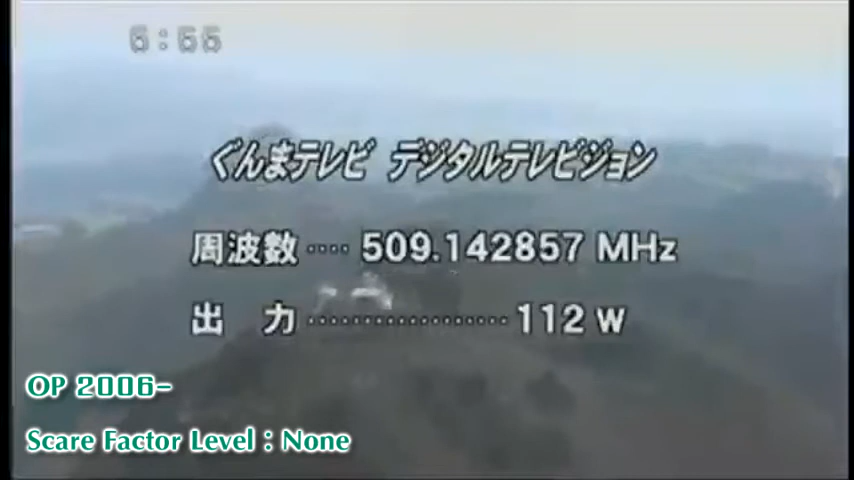 6:55
ぐんまテレビ デジタルテレビジョン
周波数‥‥509.142857 MHz
出　力‥‥‥‥‥‥‥‥‥‥112 W
OP 2006-
Scare Factor Level : None